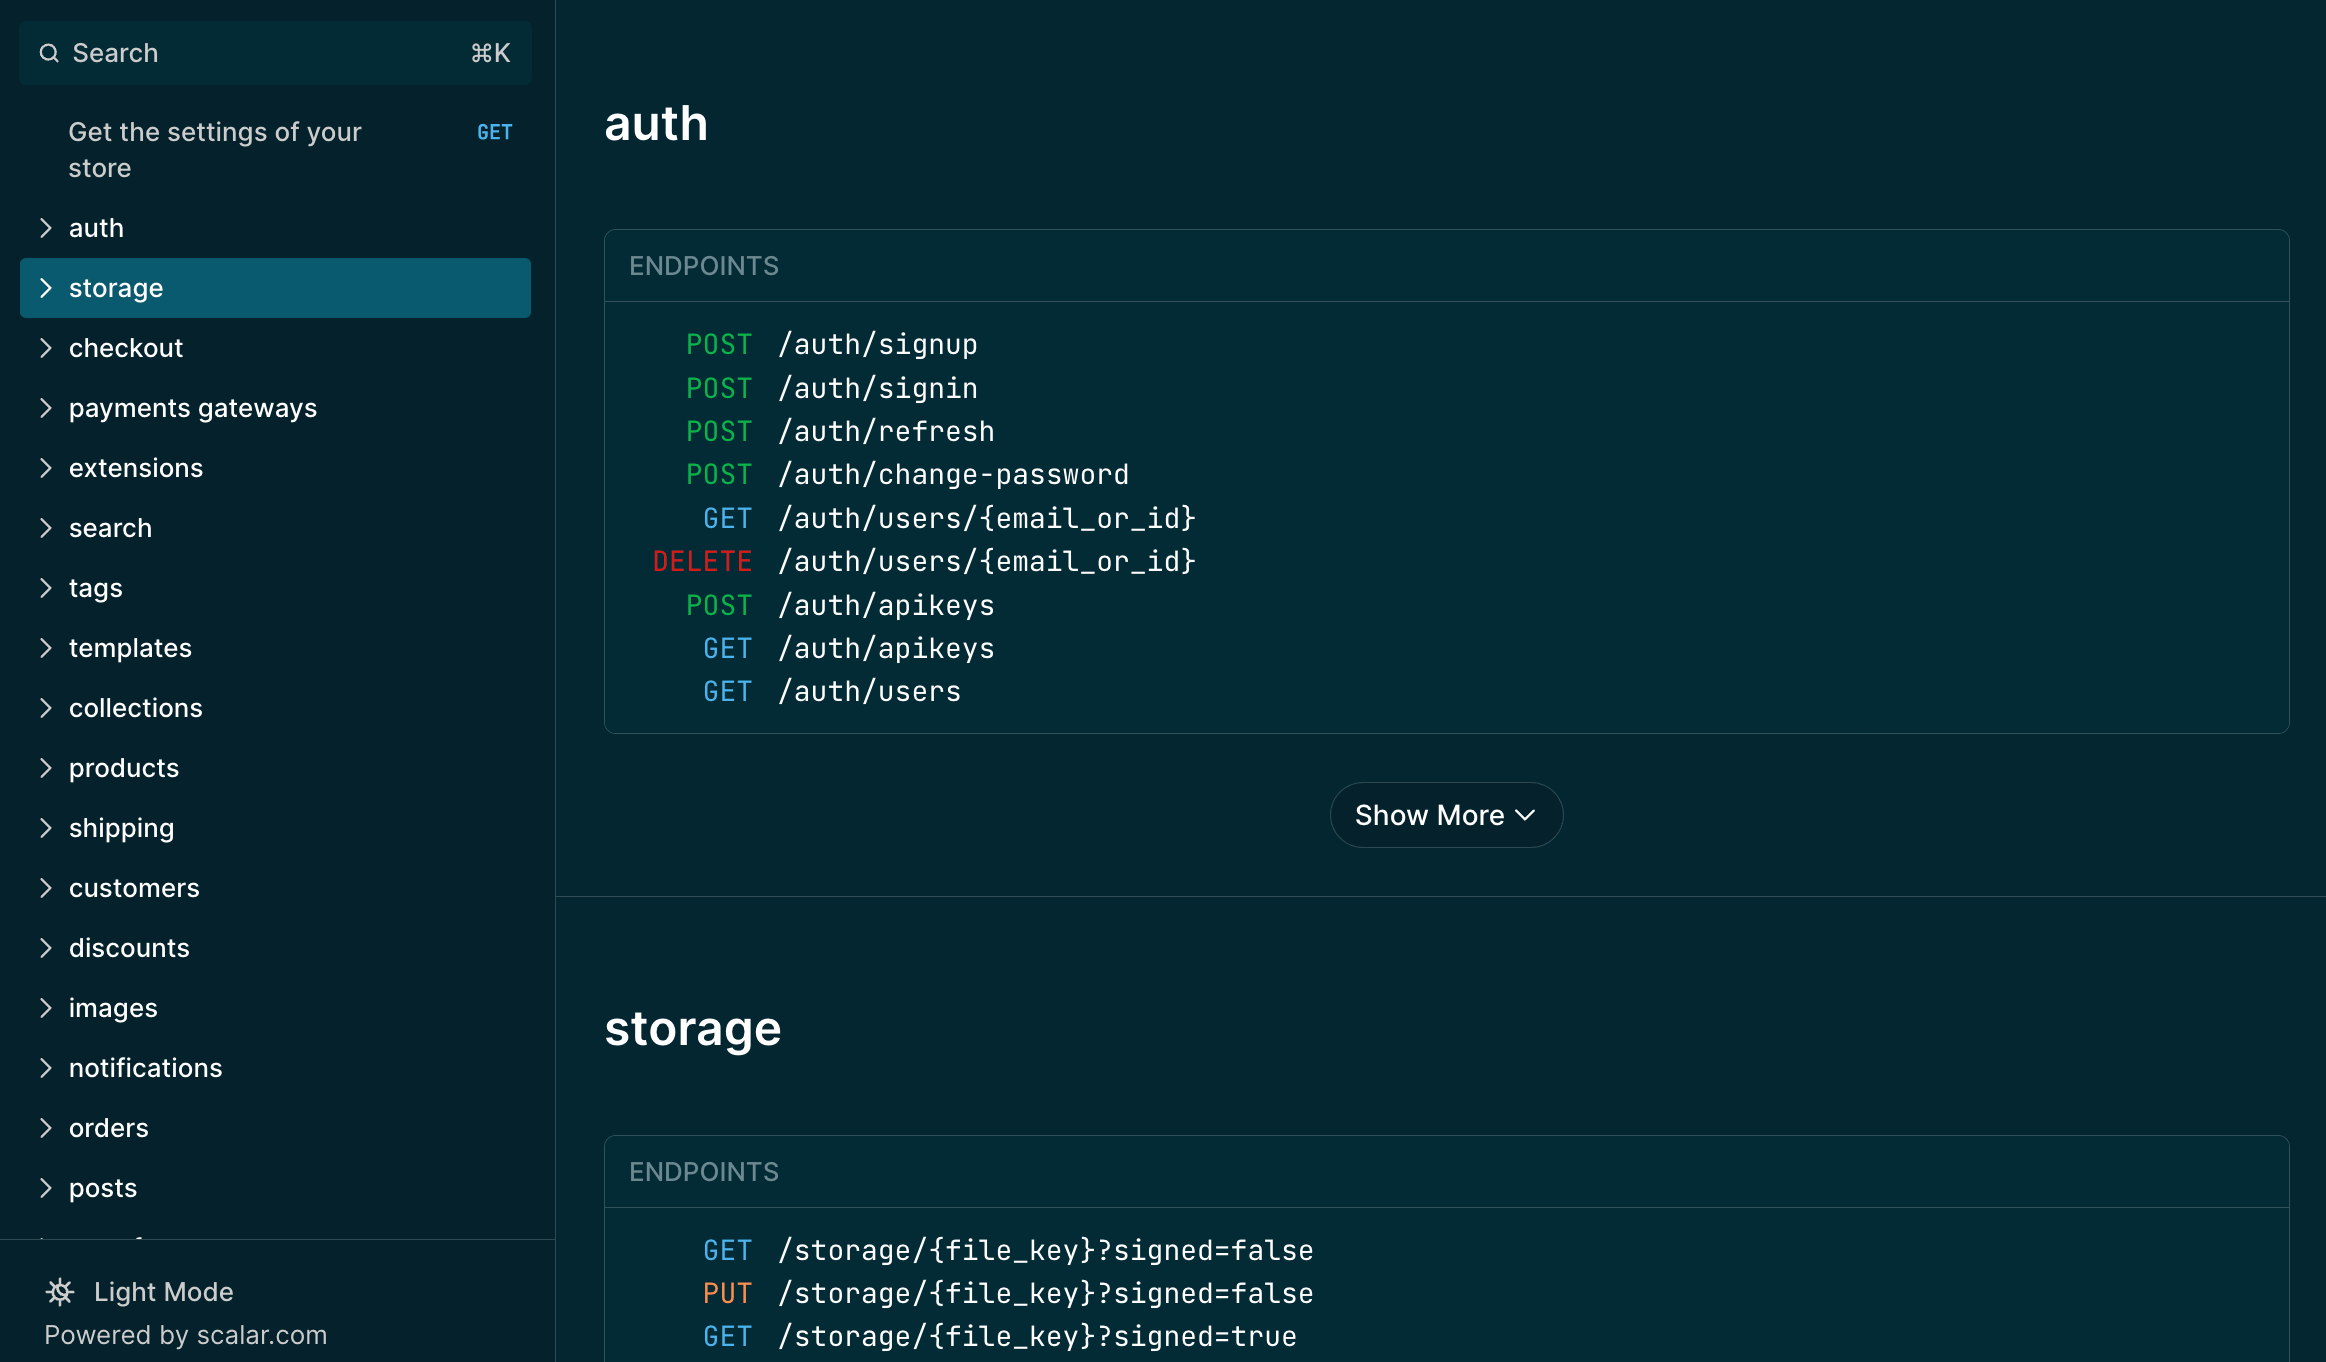 Search ⌘K
Get the settings of your GET
store
auth
storage
checkout
payments gateways
extensions
search
tags
templates
collections
products
shipping
customers
discounts
images
notifications
orders
posts
Light Mode
Powered by scalar.com
auth
ENDPOINTS
POST /auth/signup
POST /auth/signin
POST /auth/refresh
POST /auth/change-password
GET /auth/users/{email_or_id}
DELETE /auth/users/{email_or_id}
POST /auth/apikeys
GET /auth/apikeys
GET /auth/users
Show More
storage
ENDPOINTS
GET /storage/{file_key}?signed=false
PUT /storage/{file_key}?signed=false
GET /storage/{file_key}?signed=true